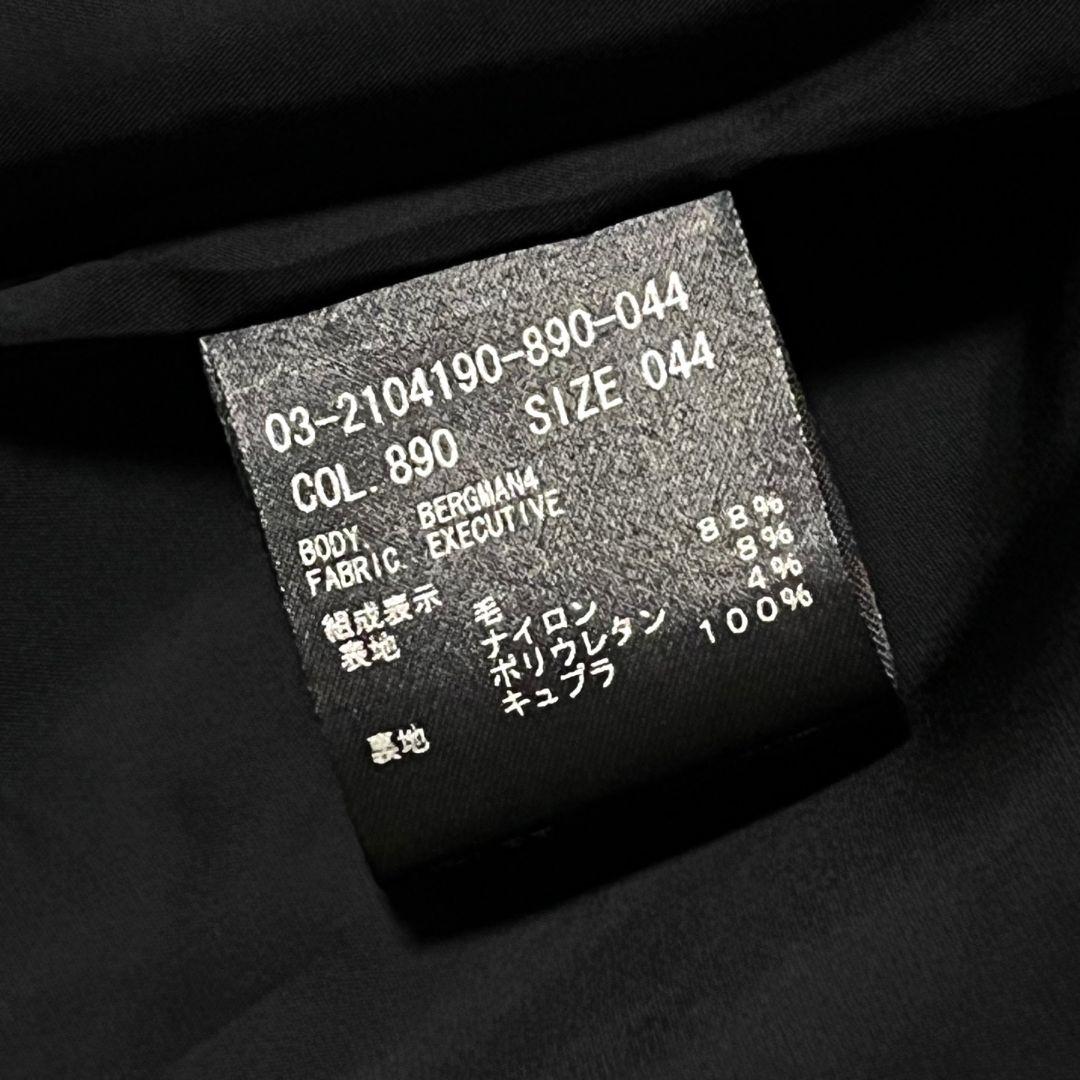 03-2104190-890-044
COL. 890 SIZE 044
BODY. BERGMAN4
FABRIC EXECUTIVE
組成表示
表地 毛 88%
ナイロン 8%
ポリウレタン 4%
裏地 キュプラ 100%